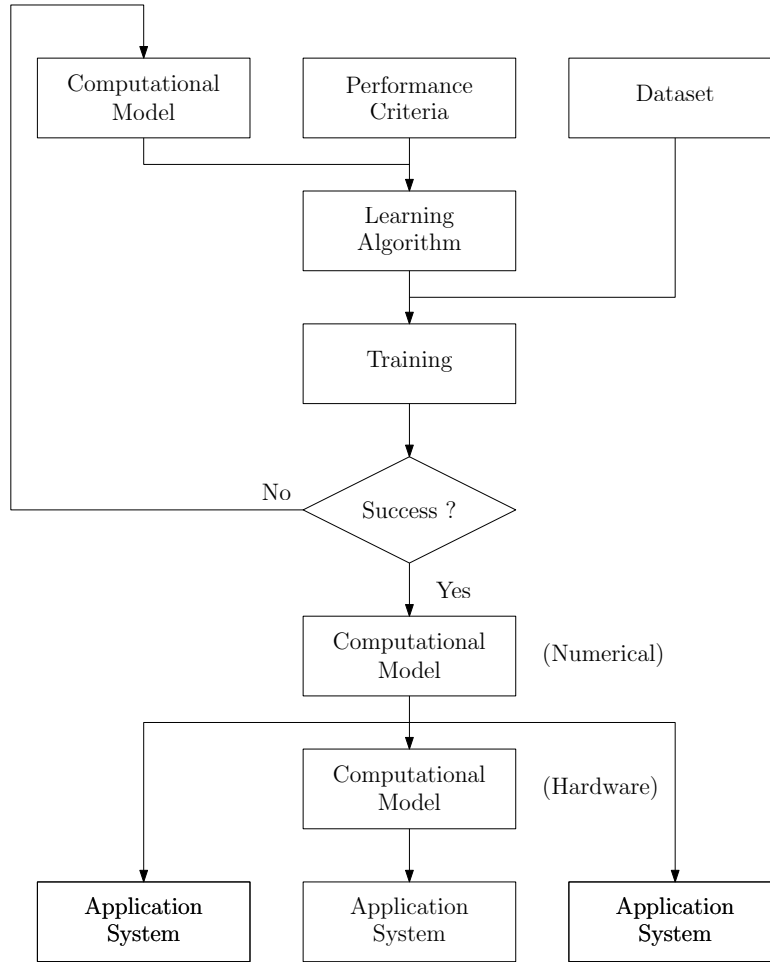 Computational
Model
Performance
Criteria
Dataset
Learning
Algorithm
Training
No
Success ?
Yes
Computational
Model
(Numerical)
Computational
Model
(Hardware)
Application
System
Application
System
Application
System